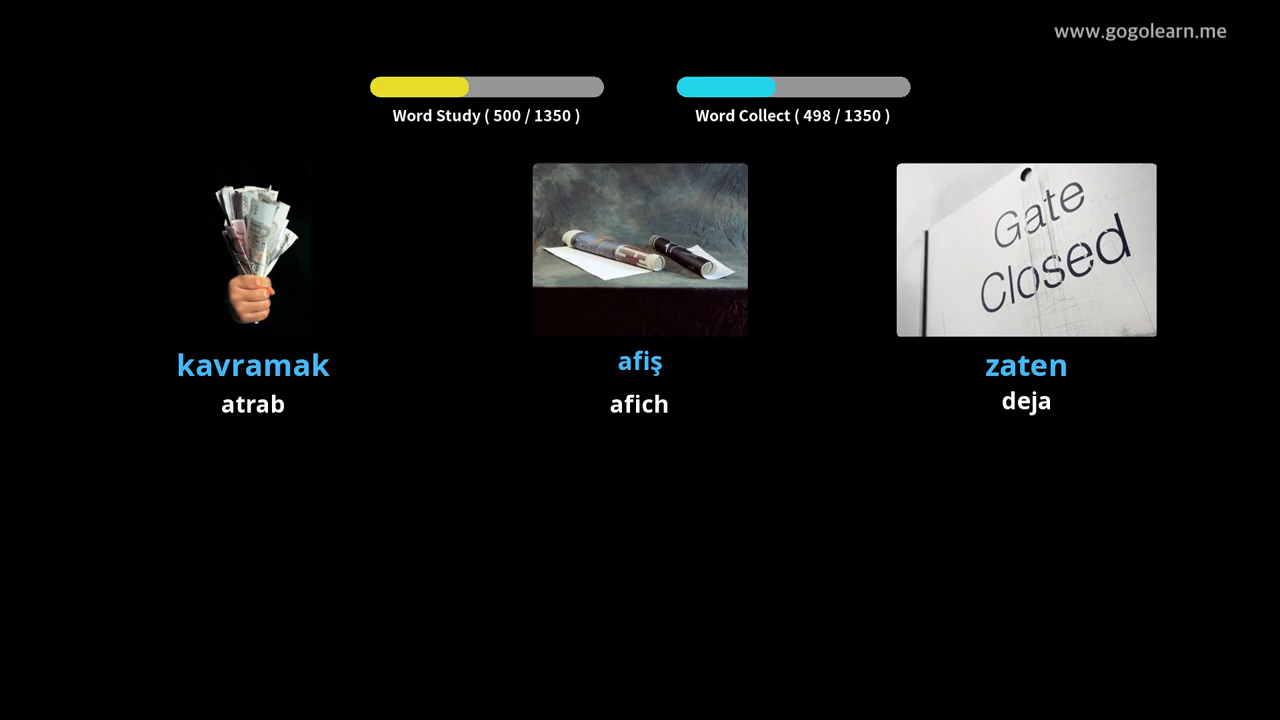 www.gogolearn.me
Word Study ( 500 / 1350 )
Word Collect ( 498 / 1350 )
Gate
Closed
kavramak
afiş
zaten
atrab
afich
deja